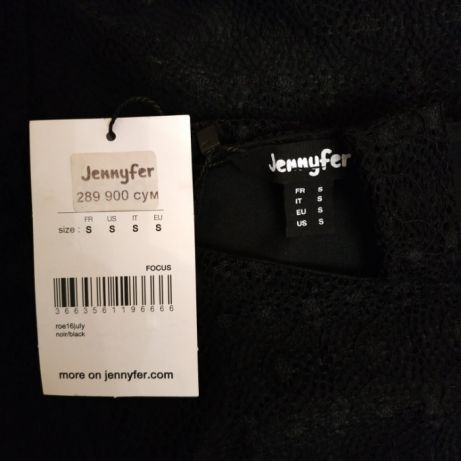 Jennyfer
289 900 сум
FR US IT EU
size : S S S S
FOCUS
3663561196666
roe16july
noir/black
more on jennyfer.com
Jennyfer
FR S
IT S
EU S
US S